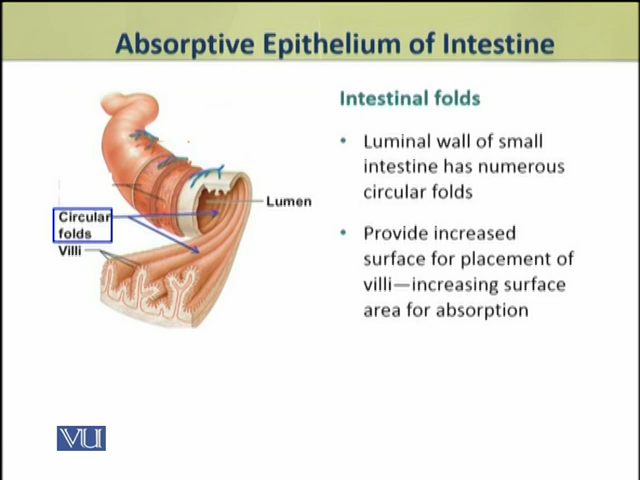 Absorptive Epithelium of Intestine
Intestinal folds
• Luminal wall of small
intestine has numerous
circular folds
• Provide increased
surface for placement of
villi—increasing surface
area for absorption
Lumen
Circular
folds
Villi
VU